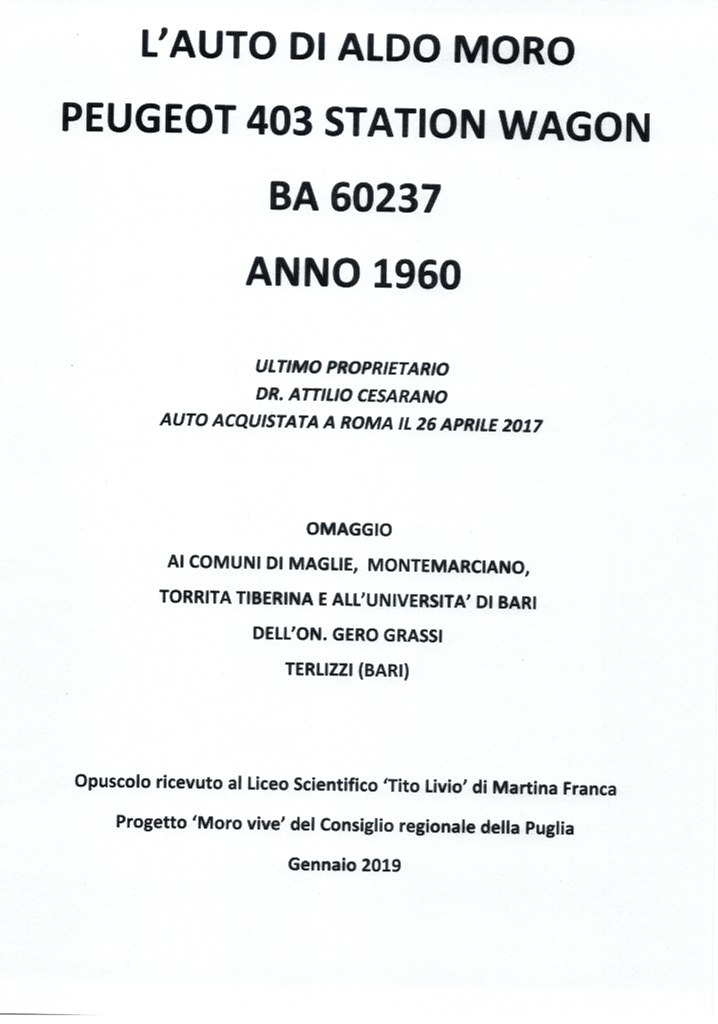 L'AUTO DI ALDO MORO
PEUGEOT 403 STATION WAGON
BA 60237
ANNO 1960
ULTIMO PROPRIETARIO
DR. ATTILIO CESARANO
AUTO ACQUISTATA A ROMA IL 26 APRILE 2017
OMAGGIO
AI COMUNI DI MAGLIE, MONTEMARCIANO,
TORRITA TIBERINA E ALL'UNIVERSITA' DI BARI
DELL'ON. GERO GRASSI
TERLIZZI (BARI)
Opuscolo ricevuto al Liceo Scientifico 'Tito Livio' di Martina Franca
Progetto 'Moro vive' del Consiglio regionale della Puglia
Gennaio 2019